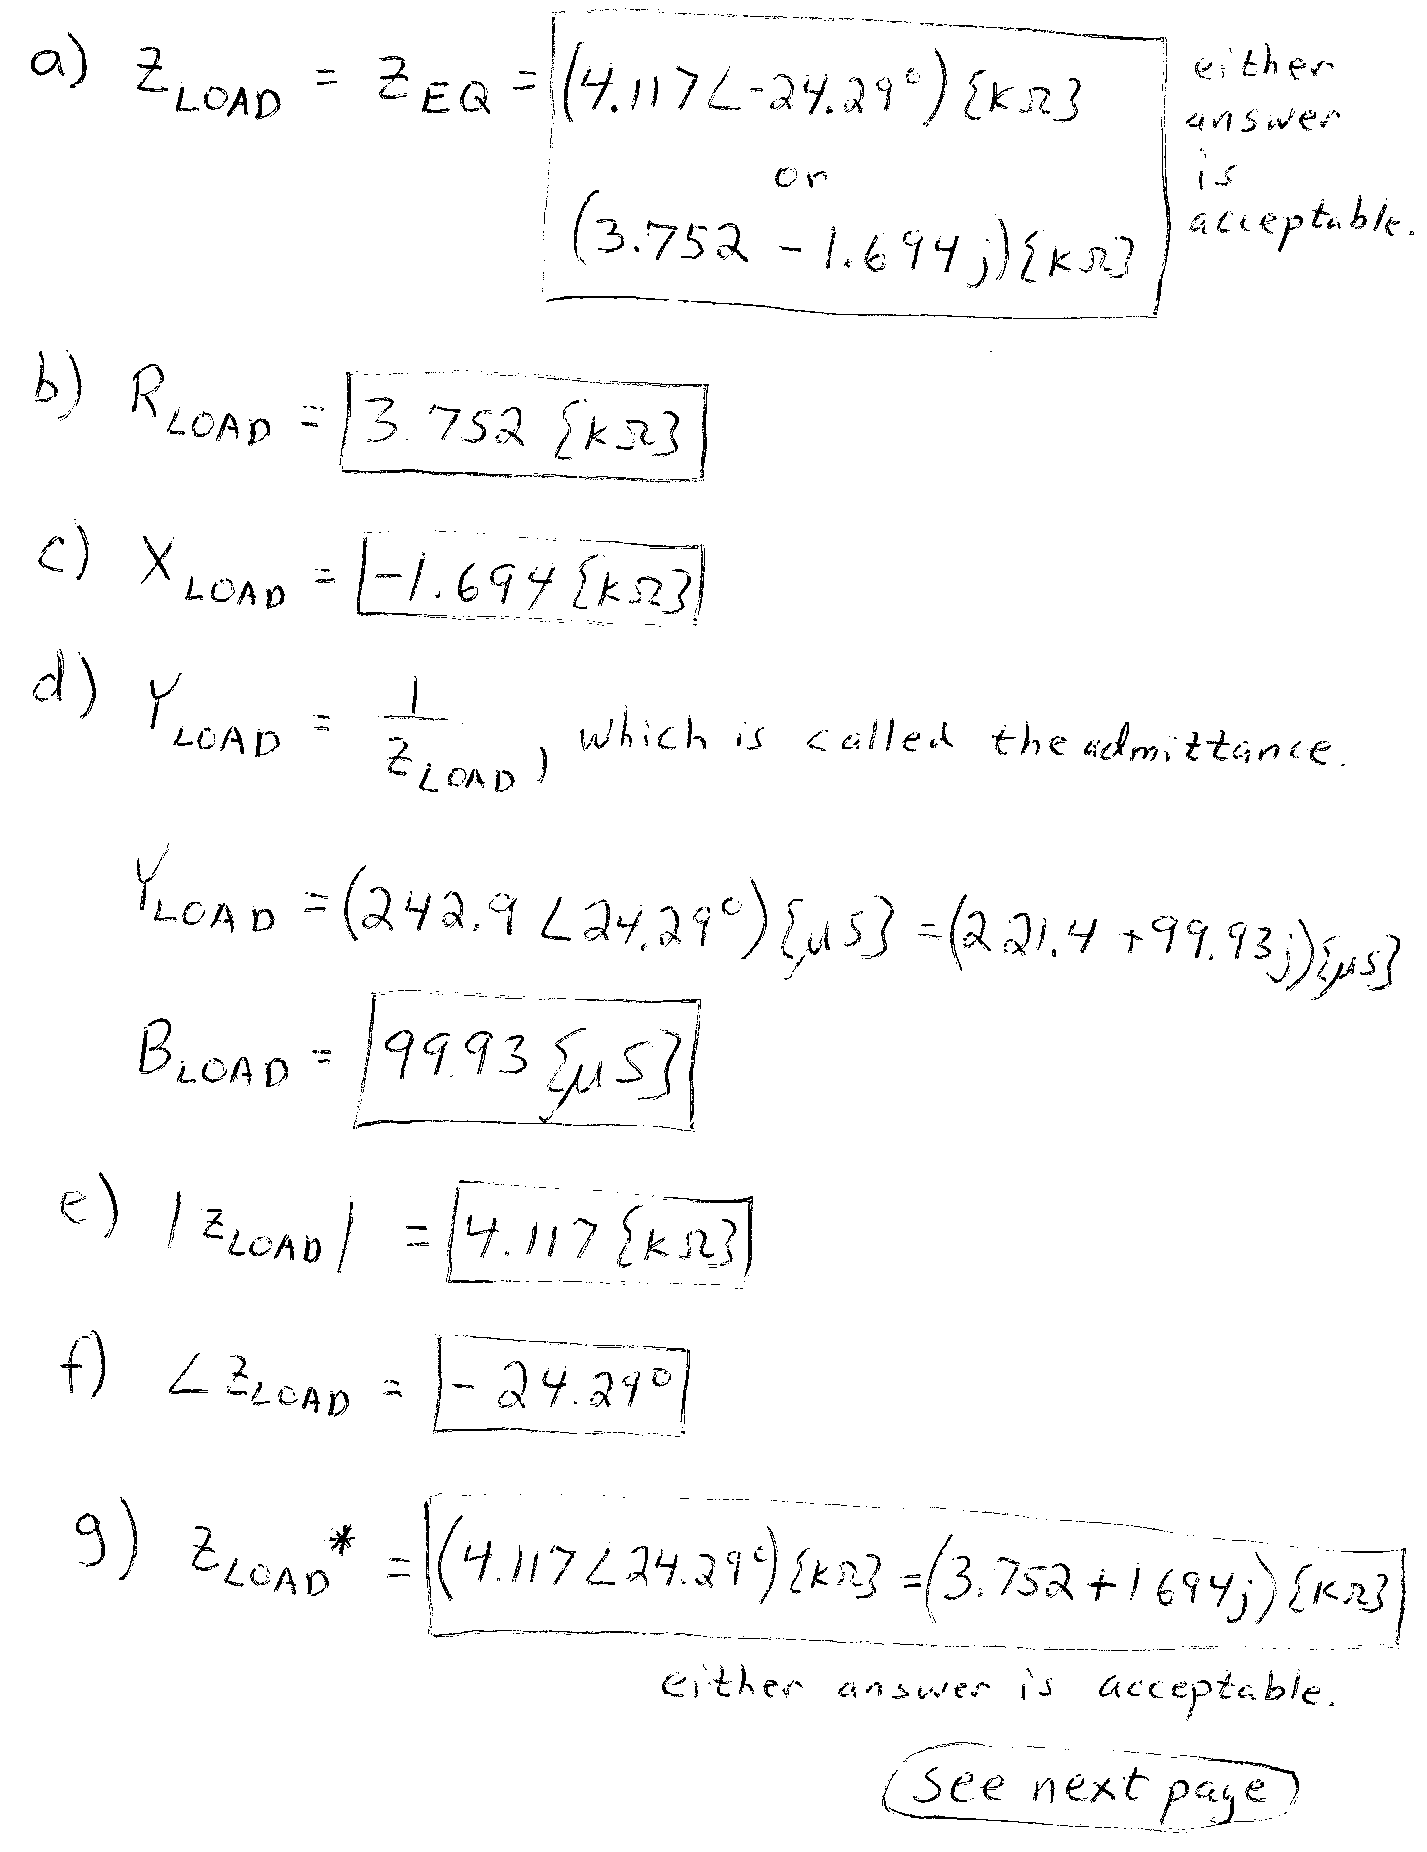 a) Z_LOAD = Z_EQ = (4.117∠-24.29°){kΩ} either
answer
or is
(3.752 - 1.694j){kΩ} acceptable.
b) R_LOAD = 3.752 {kΩ}
c) X_LOAD = -1.694 {kΩ}
d) Y_LOAD = 1/Z_LOAD, which is called the admittance.
Y_LOAD = (242.9∠24.29°){μS} = (221.4 + 99.93j){μS}
B_LOAD = 99.93 {μS}
e) |Z_LOAD| = 4.117 {kΩ}
f) ∠Z_LOAD = -24.29°
g) Z_LOAD* = (4.117∠24.29°){kΩ} = (3.752 + 1.694j){kΩ}
either answer is acceptable.
see next page